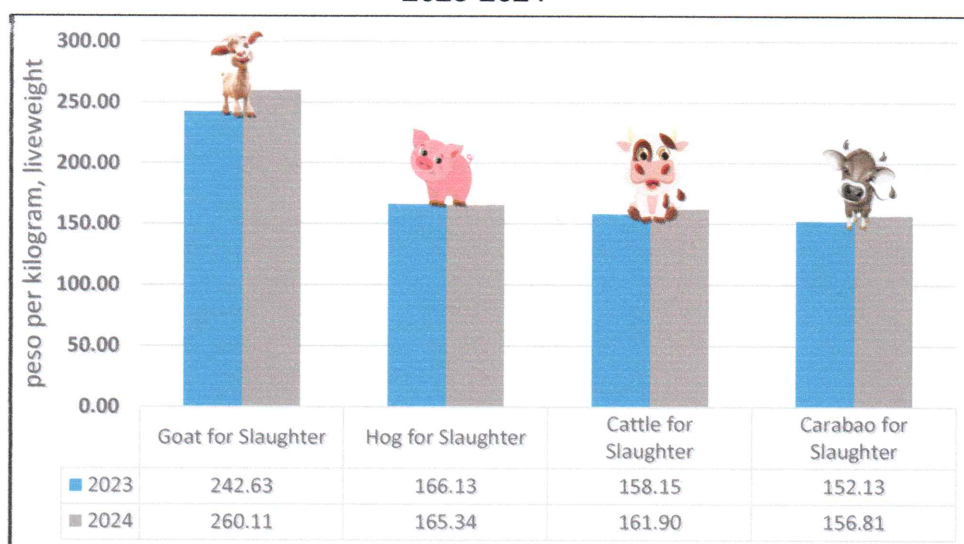 300.00
250.00
200.00
150.00
100.00
50.00
0.00
peso per kilogram, liveweight
Goat for Slaughter Hog for Slaughter Cattle for Slaughter Carabao for Slaughter
2023 242.63 166.13 158.15 152.13
2024 260.11 165.34 161.90 156.81